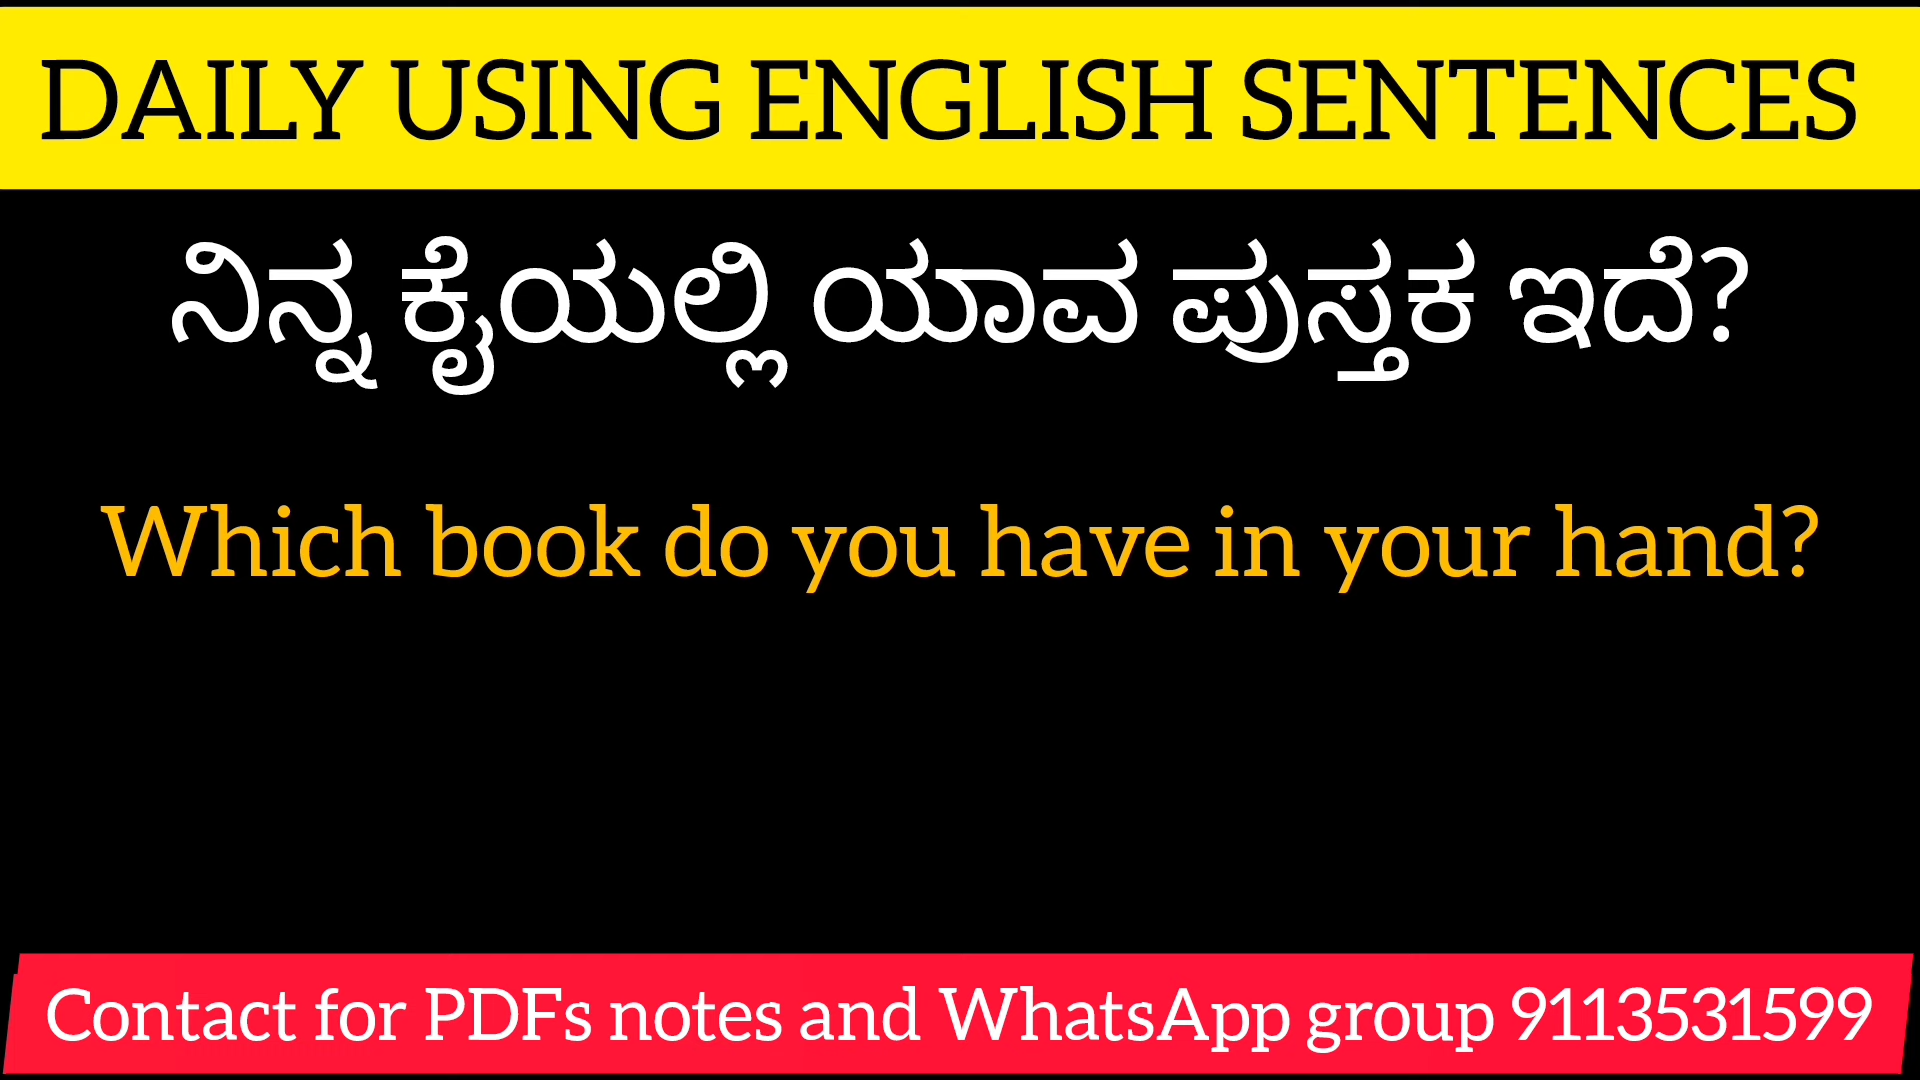 DAILY USING ENGLISH SENTENCES
ನಿನ್ನ ಕೈಯಲ್ಲಿ ಯಾವ ಪುಸ್ತಕ ಇದೆ?
Which book do you have in your hand?
Contact for PDFs notes and WhatsApp group 9113531599